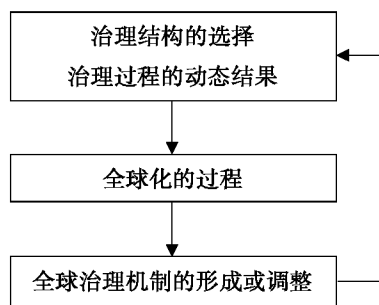 治理结构的选择
治理过程的动态结果
全球化的过程
全球治理机制的形成或调整